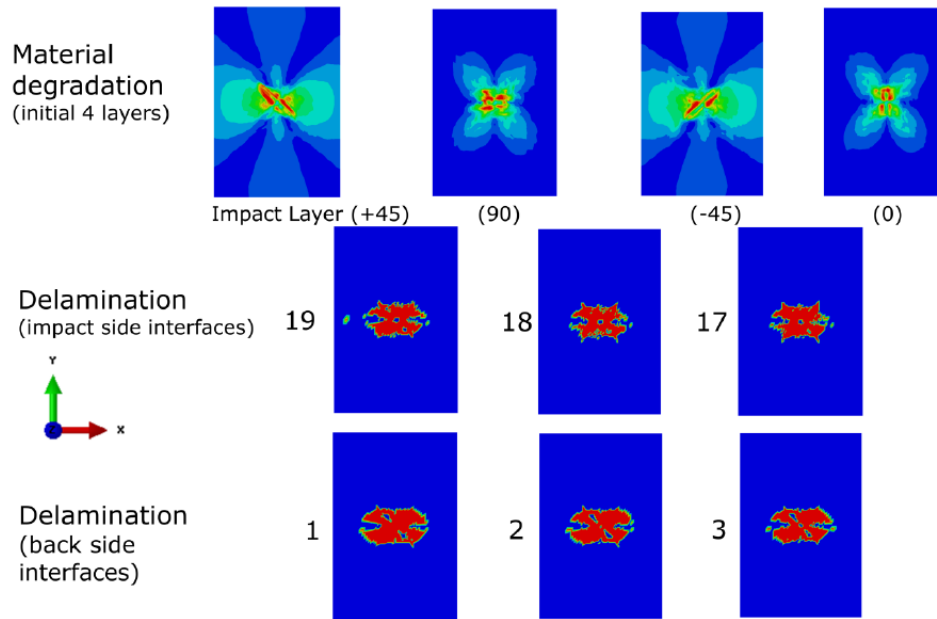 Material
degradation
(initial 4 layers)
Impact Layer (+45) (90) (-45) (0)
Delamination
(impact side interfaces)
19 18 17
Y
Z X
Delamination
(back side
interfaces)
1 2 3